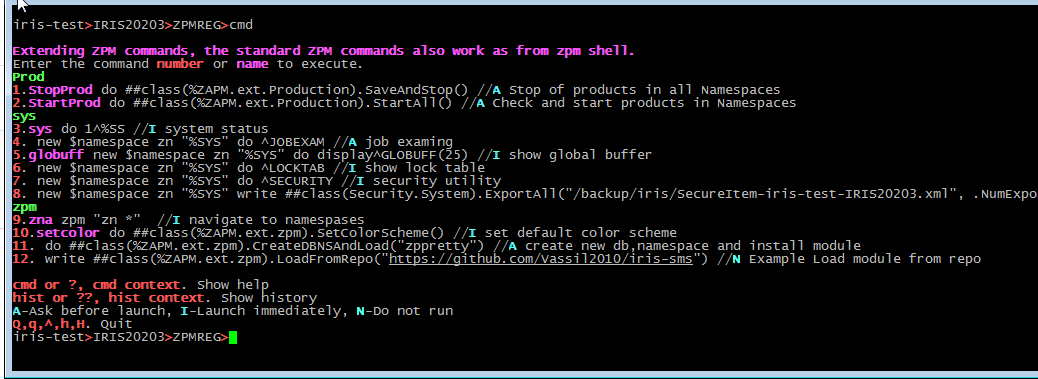 iris-test>IRIS20203>ZPMREG>cmd
Extending ZPM commands, the standard ZPM commands also work as from zpm shell.
Enter the command number or name to execute.
Prod
1.StopProd do ##class(%ZAPM.ext.Production).SaveAndStop() //A Stop of products in all Namespaces
2.StartProd do ##class(%ZAPM.ext.Production).StartAll() //A Check and start products in Namespaces
sys
3.sys do 1^%SS //I system status
4. new $namespace zn "%SYS" do ^JOBEXAM //A job examing
5.globuff new $namespace zn "%SYS" do display^GLOBUFF(25) //I show global buffer
6. new $namespace zn "%SYS" do ^LOCKTAB //I show lock table
7. new $namespace zn "%SYS" do ^SECURITY //I security utility
8. new $namespace zn "%SYS" write ##class(Security.System).ExportAll("/backup/iris/SecureItem-iris-test-IRIS20203.xml", .NumExpo
zpm
9.zna zpm "zn *"  //I navigate to namespases
10.setcolor do ##class(%ZAPM.ext.zpm).SetColorScheme() //I set default color scheme
11. do ##class(%ZAPM.ext.zpm).CreateDBNSAndLoad("zppretty") //A create new db,namespace and install module
12. write ##class(%ZAPM.ext.zpm).LoadFromRepo("https://github.com/Vassil2010/iris-sms") //N Example Load module from repo
cmd or ?, cmd context. Show help
hist or ??, hist context. Show history
A-Ask before launch, I-Launch immediately, N-Do not run
Q,q,^,h,H. Quit
iris-test>IRIS20203>ZPMREG>